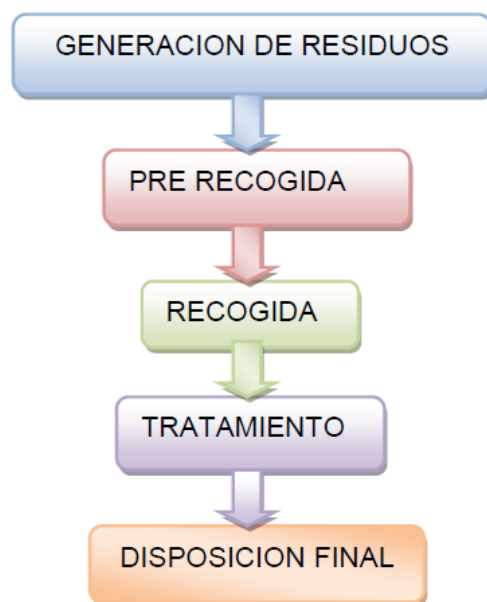 GENERACION DE RESIDUOS
PRE RECOGIDA
RECOGIDA
TRATAMIENTO
DISPOSICION FINAL